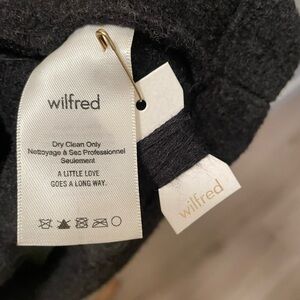 wilfred
Dry Clean Only
Nettoyage à Sec Professionnel
Seulement
A LITTLE LOVE
GOES A LONG WAY.
wilfred